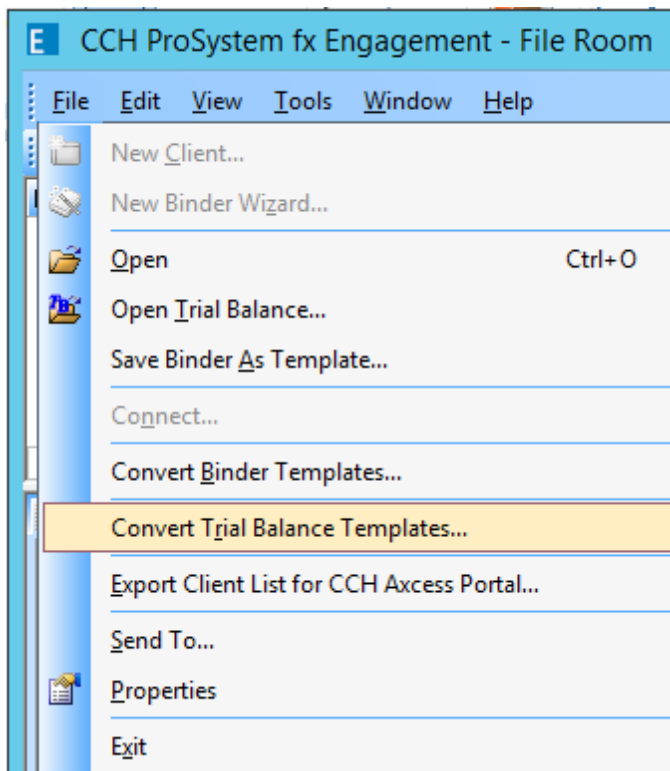 E CCH ProSystem fx Engagement - File Room
File Edit View Tools Window Help
New Client...
New Binder Wizard...
Open Ctrl+O
TB Open Trial Balance...
Save Binder As Template...
Connect...
Convert Binder Templates...
Convert Trial Balance Templates...
Export Client List for CCH Axcess Portal...
Send To...
Properties
Exit